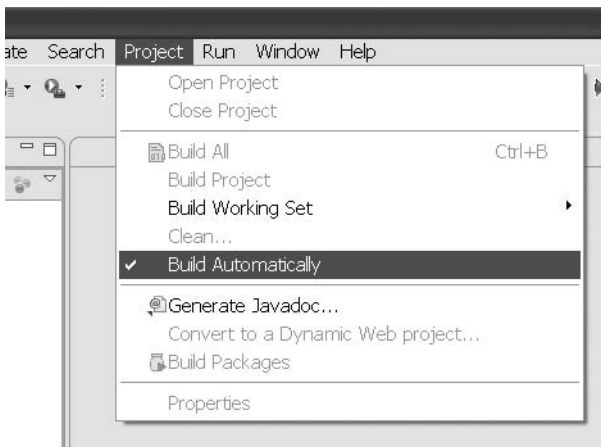 Search Project Run Window Help
Open Project
Close Project
Build All Ctrl+B
Build Project
Build Working Set
Clean...
Build Automatically
Generate Javadoc...
Convert to a Dynamic Web project...
Build Packages
Properties